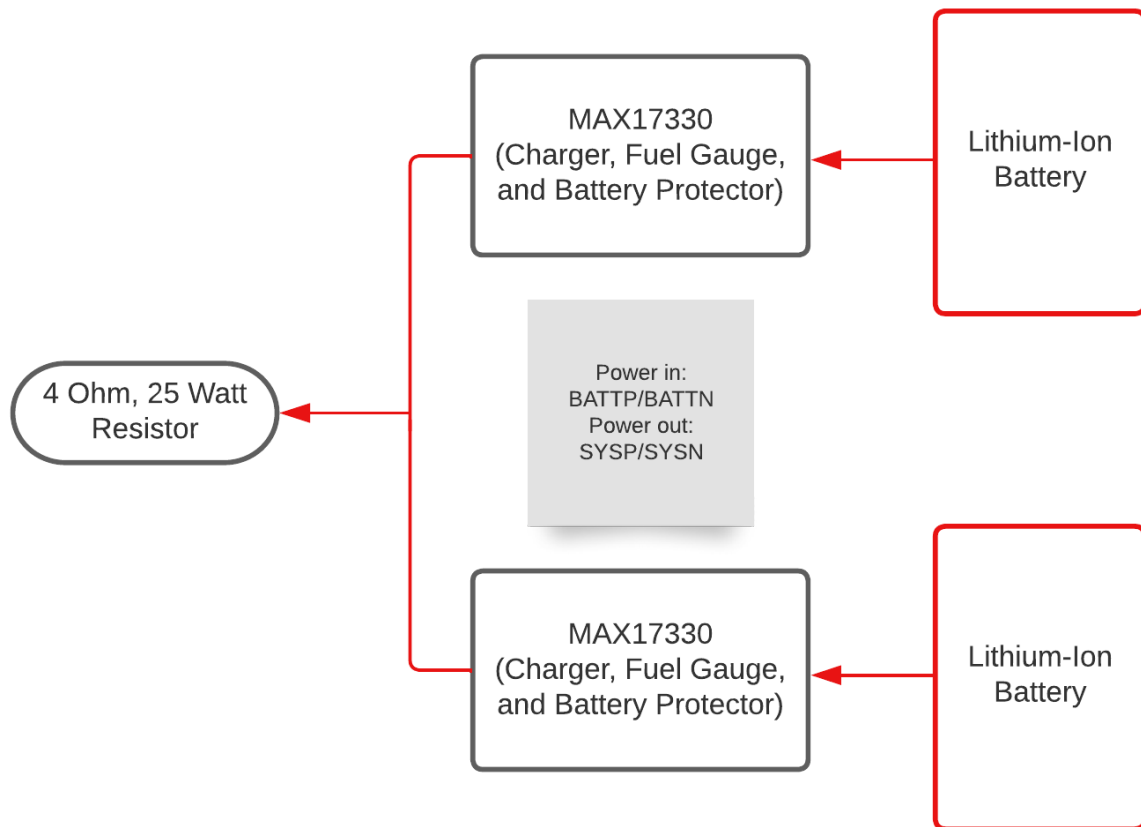 MAX17330
(Charger, Fuel Gauge,
and Battery Protector)
Lithium-Ion
Battery
4 Ohm, 25 Watt
Resistor
Power in:
BATTP/BATTN
Power out:
SYSP/SYSN
MAX17330
(Charger, Fuel Gauge,
and Battery Protector)
Lithium-Ion
Battery